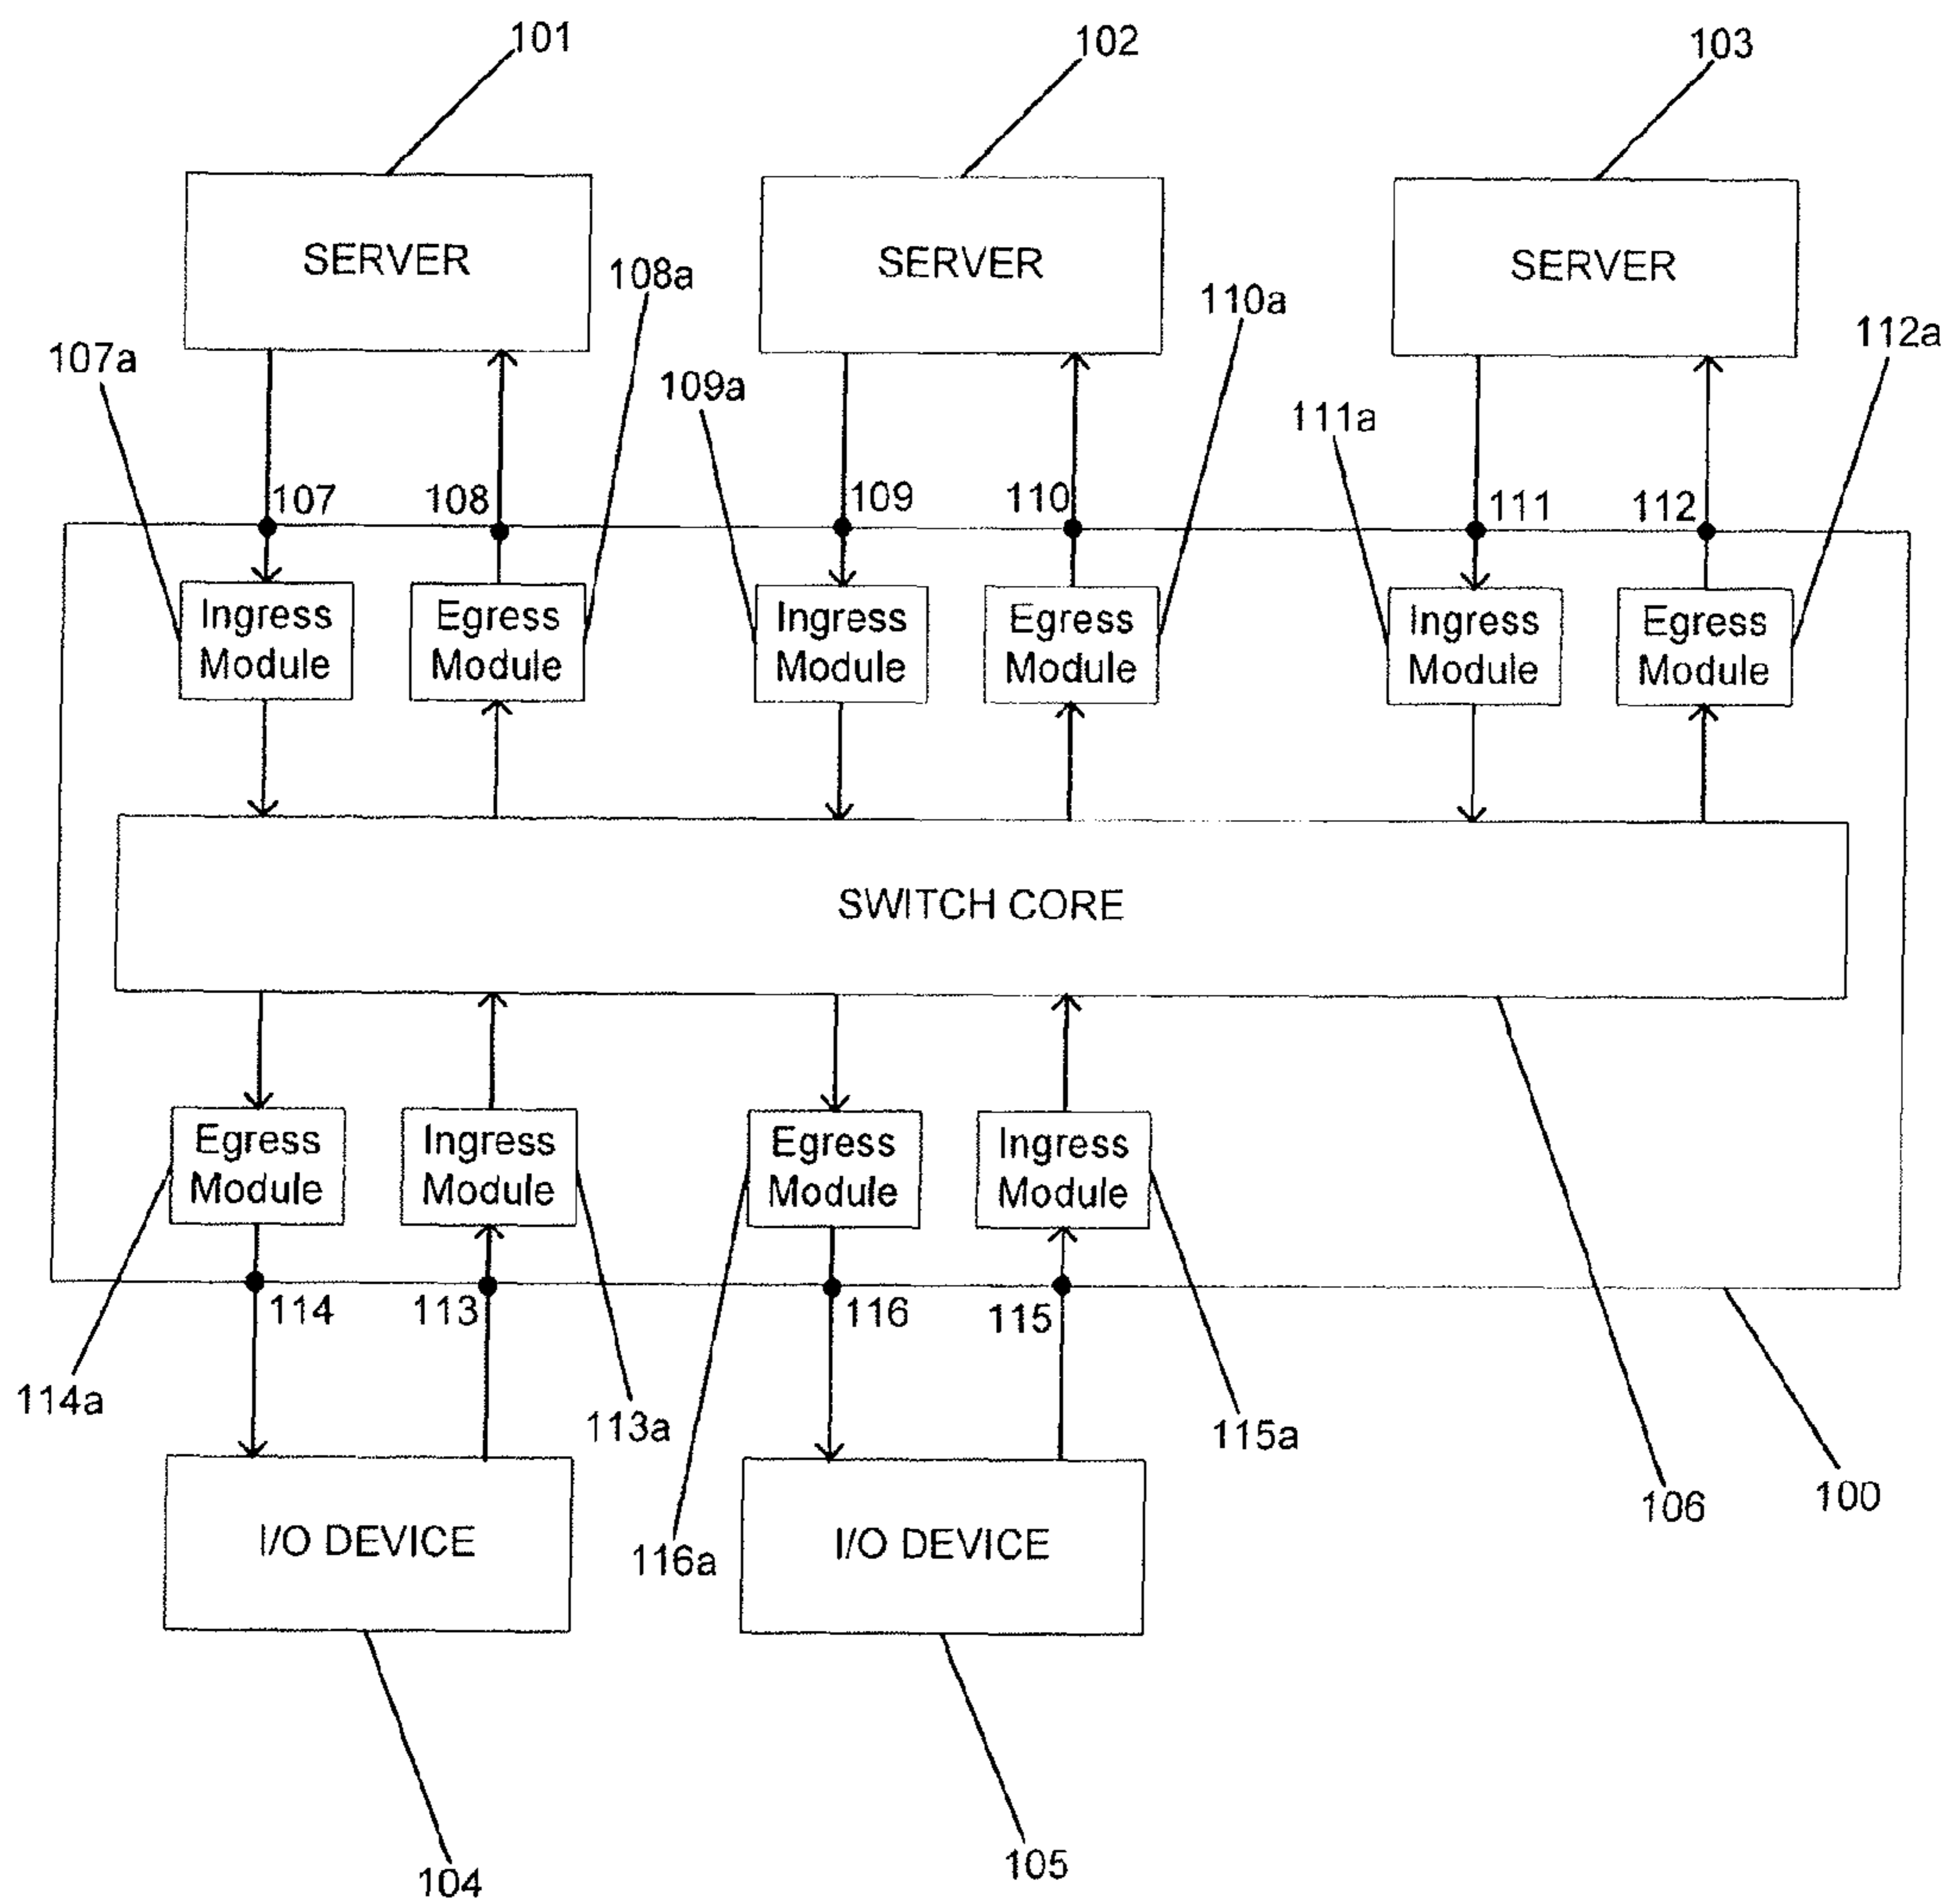 101
102
103
SERVER
SERVER
SERVER
108a
110a
112a
107a
109a
111a
107
108
109
110
111
112
Ingress
Module
Egress
Module
Ingress
Module
Egress
Module
Ingress
Module
Egress
Module
SWITCH CORE
Egress
Module
Ingress
Module
Egress
Module
Ingress
Module
114
113
116
115
114a
113a
115a
106
100
I/O DEVICE
116a
I/O DEVICE
104
105